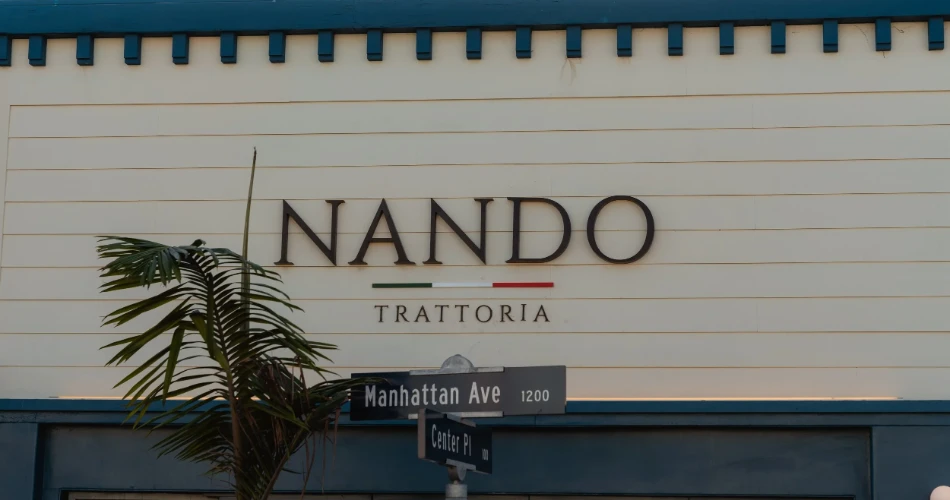 NANDO
TRATTORIA
Manhattan Ave 1200
Center Pl